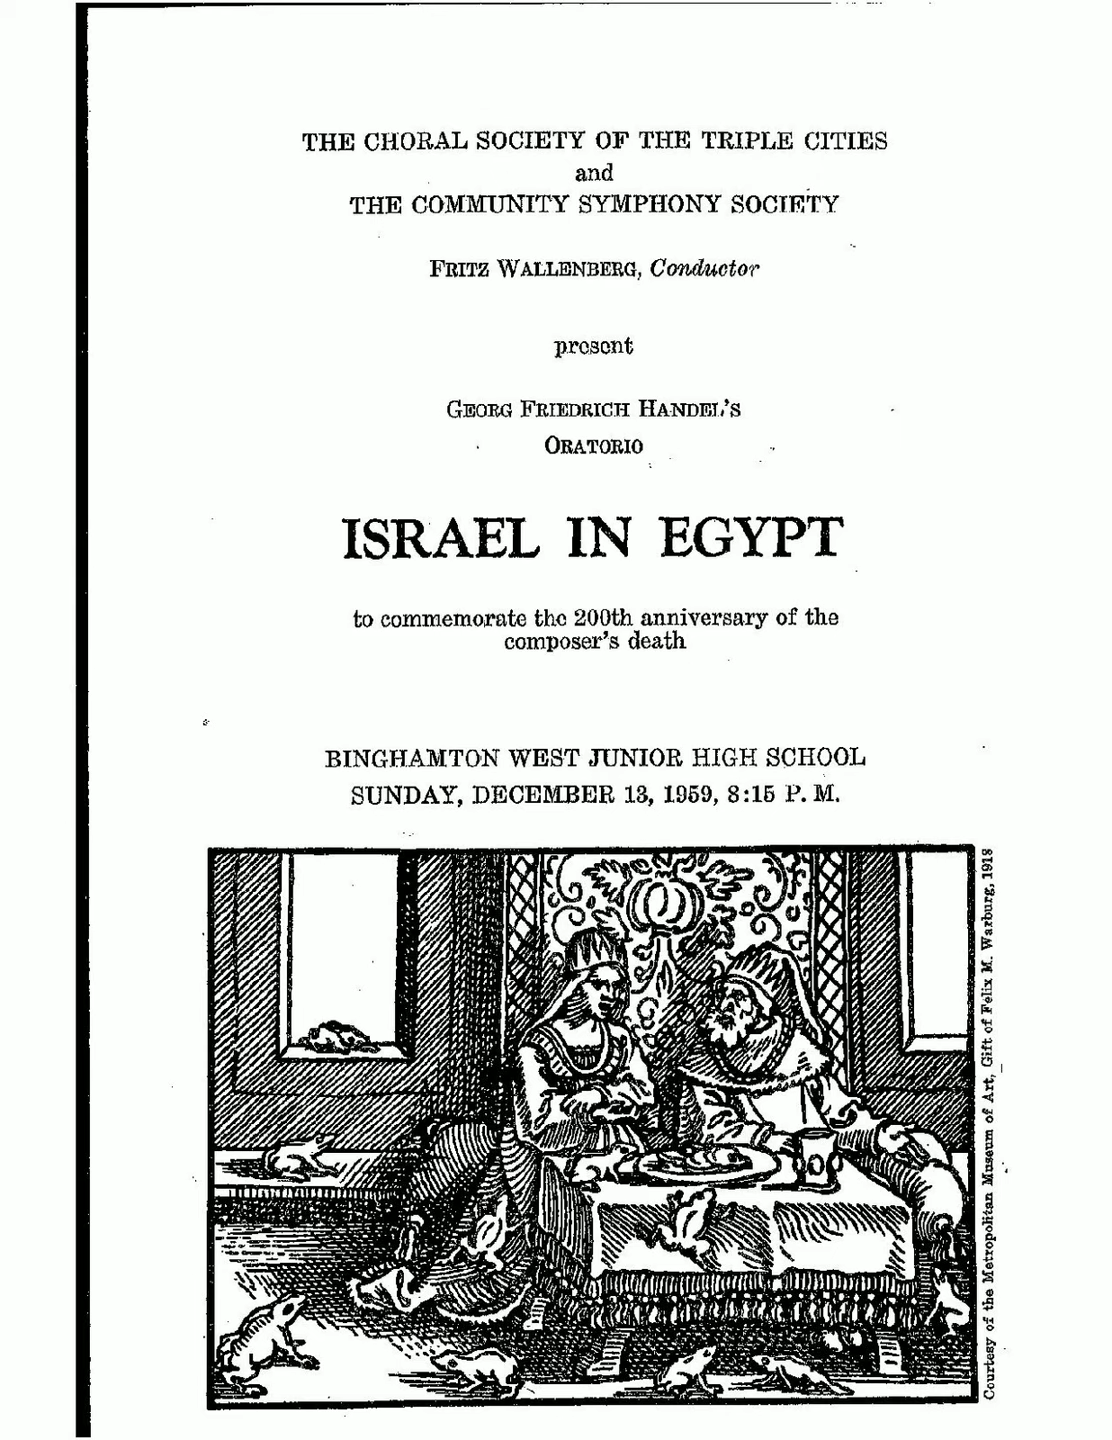 THE CHORAL SOCIETY OF THE TRIPLE CITIES
and
THE COMMUNITY SYMPHONY SOCIETY
FRITZ WALLENBERG, Conductor
present
GEORG FRIEDRICH HANDEL'S
ORATORIO
ISRAEL IN EGYPT
to commemorate the 200th anniversary of the
composer's death
BINGHAMTON WEST JUNIOR HIGH SCHOOL
SUNDAY, DECEMBER 13, 1959, 8:15 P. M.
Courtesy of the Metropolitan Museum of Art, Gift of Felix M. Warburg, 1918